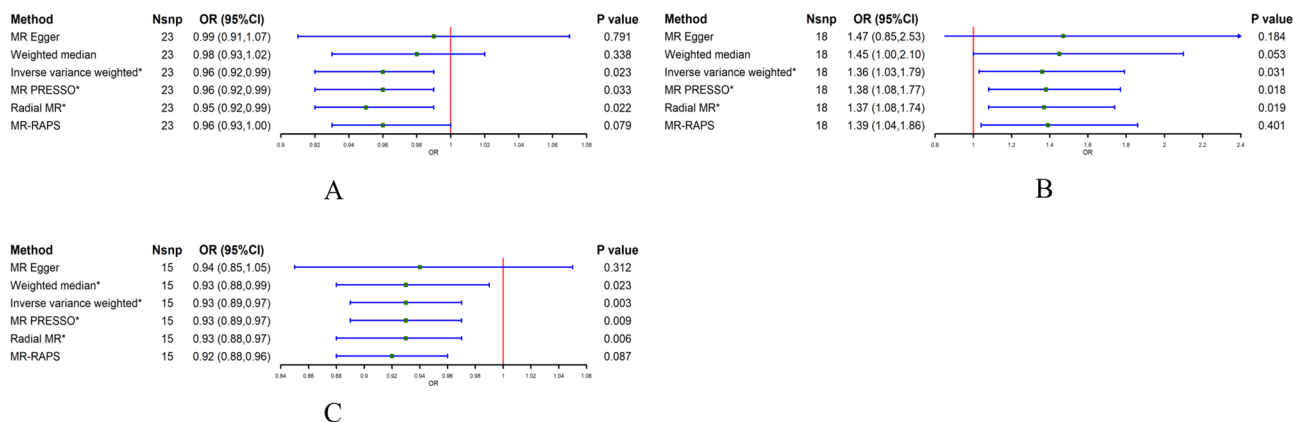 Method Nsnp OR (95%CI) P value
MR Egger 23 0.99 (0.91,1.07) 0.791
Weighted median 23 0.98 (0.93,1.02) 0.338
Inverse variance weighted* 23 0.96 (0.92,0.99) 0.023
MR PRESSO* 23 0.96 (0.92,0.99) 0.033
Radial MR* 23 0.95 (0.92,0.99) 0.022
MR-RAPS 23 0.96 (0.93,1.00) 0.079
0.9 0.92 0.94 0.96 0.98 1 1.02 1.04 1.06 1.08
OR
A
Method Nsnp OR (95%CI) P value
MR Egger 18 1.47 (0.85,2.53) 0.184
Weighted median 18 1.45 (1.00,2.10) 0.053
Inverse variance weighted* 18 1.36 (1.03,1.79) 0.031
MR PRESSO* 18 1.38 (1.08,1.77) 0.018
Radial MR* 18 1.37 (1.08,1.74) 0.019
MR-RAPS 18 1.39 (1.04,1.86) 0.401
0.8 1 1.2 1.4 1.6 1.8 2 2.2 2.4
OR
B
Method Nsnp OR (95%CI) P value
MR Egger 15 0.94 (0.85,1.05) 0.312
Weighted median* 15 0.93 (0.88,0.99) 0.023
Inverse variance weighted* 15 0.93 (0.89,0.97) 0.003
MR PRESSO* 15 0.93 (0.89,0.97) 0.009
Radial MR* 15 0.93 (0.88,0.97) 0.006
MR-RAPS 15 0.92 (0.88,0.96) 0.087
0.84 0.86 0.88 0.9 0.92 0.94 0.96 0.98 1 1.02 1.04 1.06
OR
C